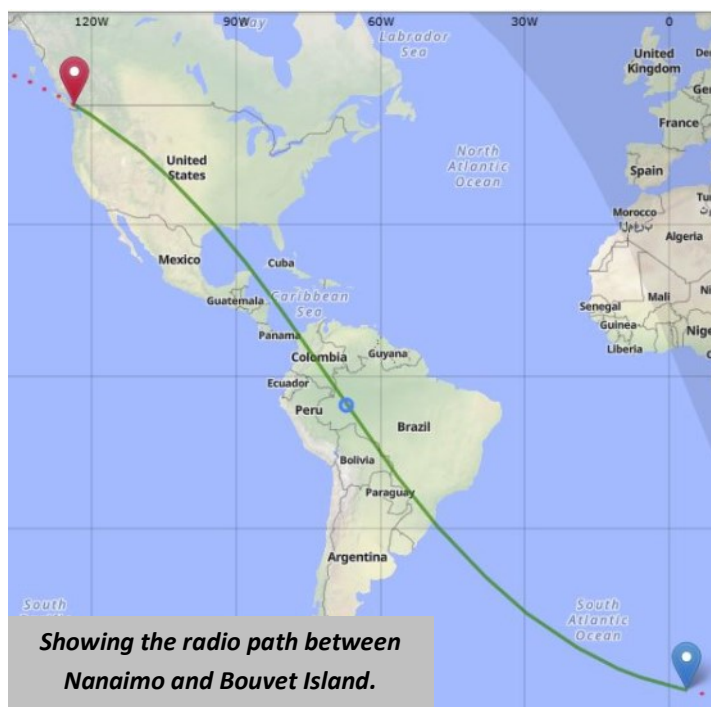 120W
90W
60W
30W
0
Labrador
Sea
United
Kingdom
France
Spain
North
Atlantic
Ocean
United
States
Morocco
المغرب
Algeria
Mexico
Cuba
Guatemala
Caribbean
Sea
Senegal
Mali
Guinea
Liberia
Panama
Colombia
Guyana
Ecuador
Peru
Brazil
Bolivia
Paraguay
Argentina
South
South
Atlantic
Ocean
Showing the radio path between
Nanaimo and Bouvet Island.